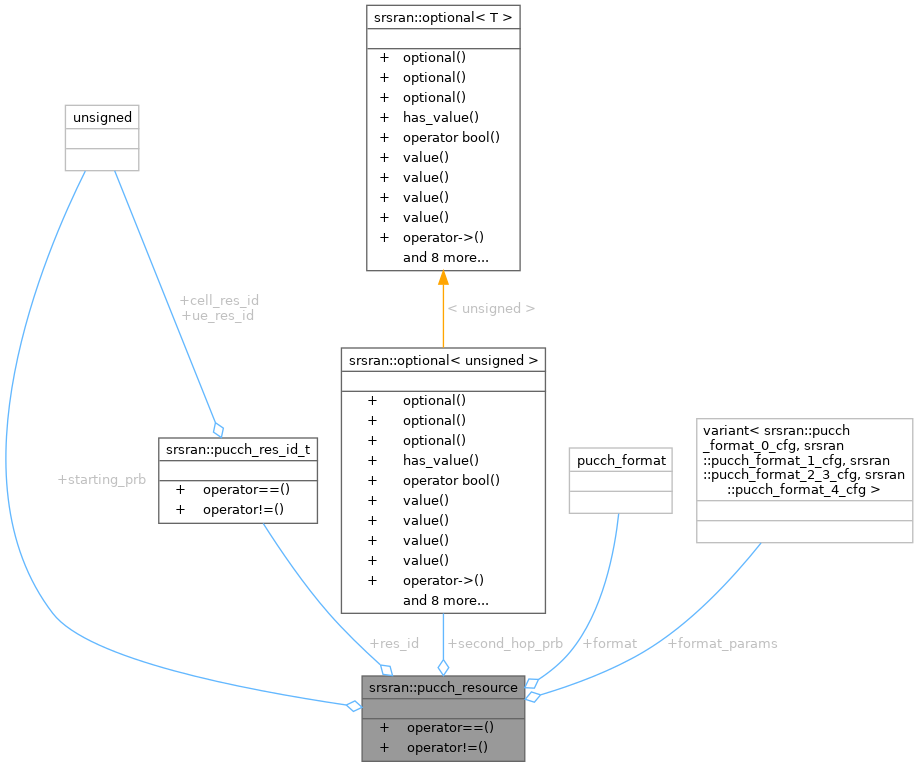 srsran::optional< T >
+ optional()
+ optional()
+ optional()
+ has_value()
+ operator bool()
+ value()
+ value()
+ value()
+ value()
+ operator->()
and 8 more...
unsigned
+cell_res_id
+ue_res_id
< unsigned >
srsran::optional< unsigned >
+ optional()
+ optional()
+ optional()
+ has_value()
+ operator bool()
+ value()
+ value()
+ value()
+ value()
+ operator->()
and 8 more...
srsran::pucch_res_id_t
+ operator==()
+ operator!=()
pucch_format
variant< srsran::pucch
_format_0_cfg, srsran
::pucch_format_1_cfg, srsran
::pucch_format_2_3_cfg, srsran
::pucch_format_4_cfg >
+starting_prb
+res_id
+second_hop_prb
+format
+format_params
srsran::pucch_resource
+ operator==()
+ operator!=()